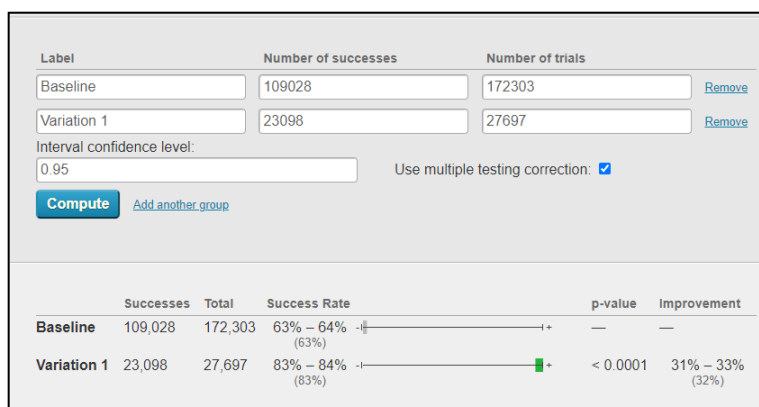 Label Number of successes Number of trials
Baseline 109028 172303 Remove
Variation 1 23098 27697 Remove
Interval confidence level:
0.95 Use multiple testing correction:
Compute Add another group
Successes Total Success Rate p-value Improvement
Baseline 109,028 172,303 63% – 64% -+ — —
(63%)
Variation 1 23,098 27,697 83% – 84% -+ < 0.0001 31% – 33%
(83%) (32%)